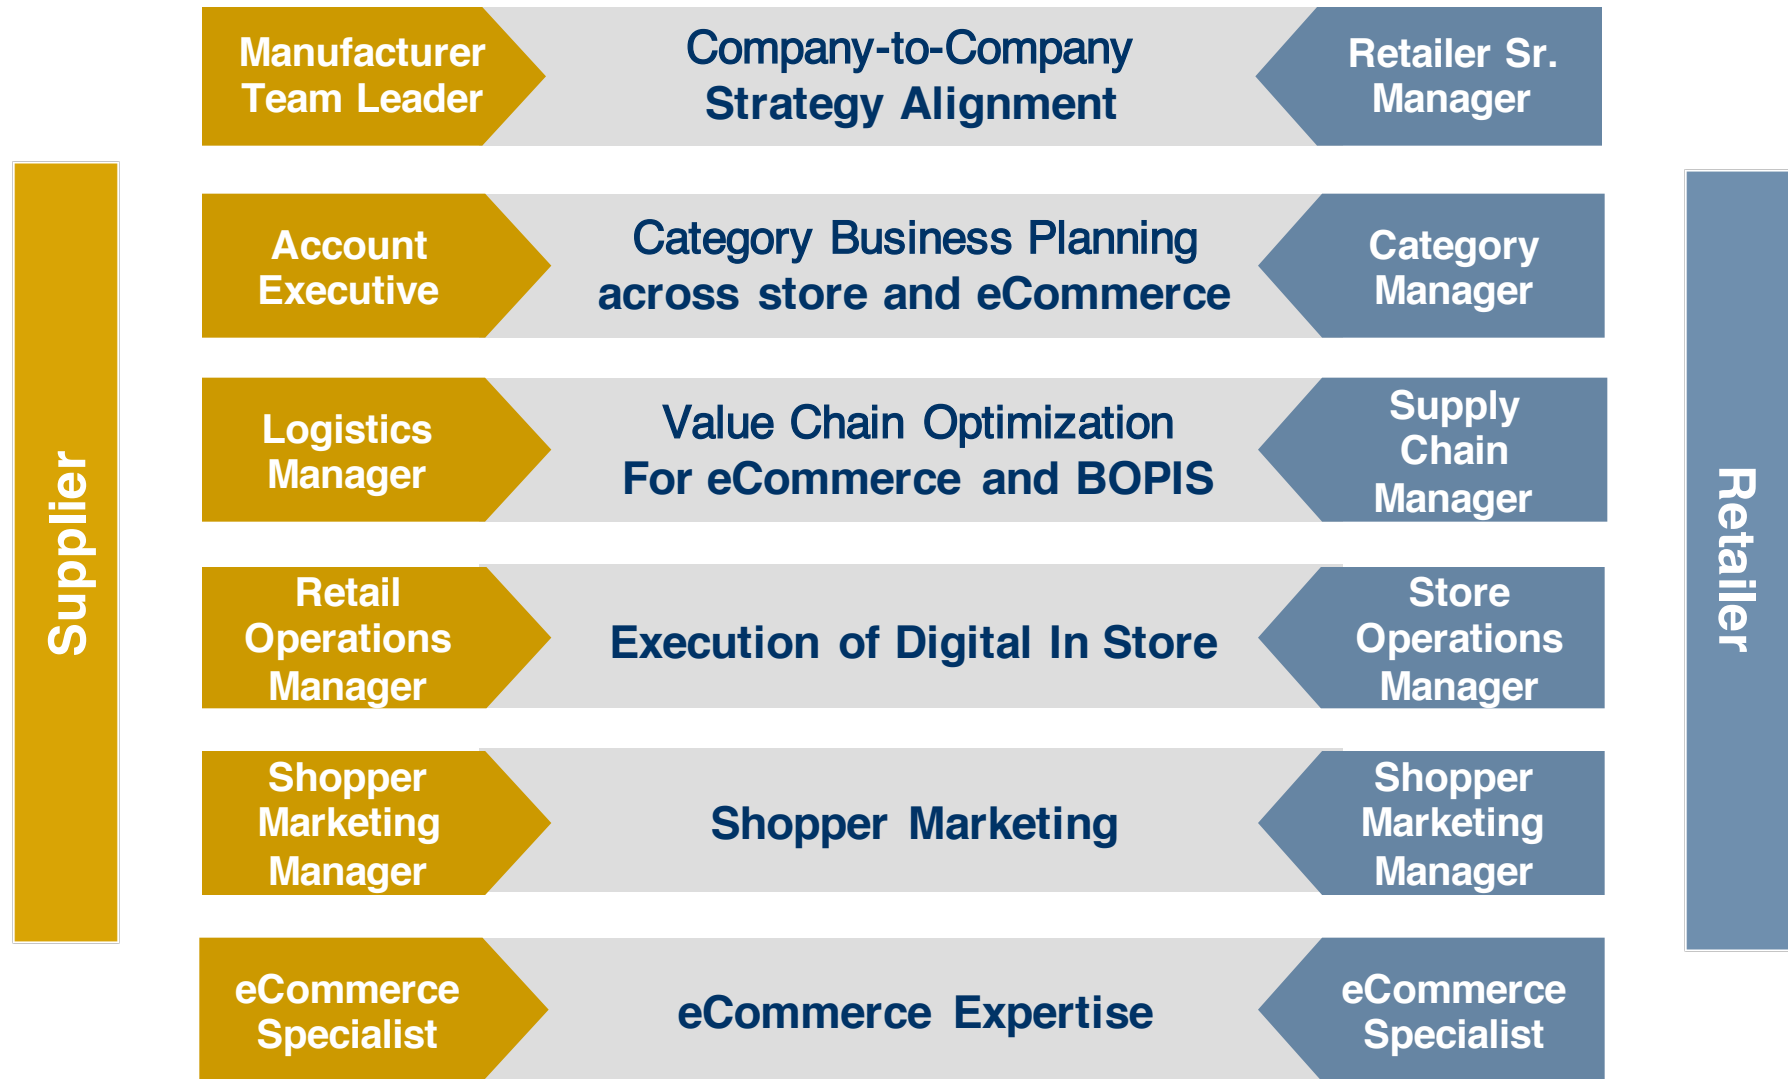 Supplier
Manufacturer
Team Leader
Company-to-Company
Strategy Alignment
Retailer Sr.
Manager
Account
Executive
Category Business Planning
across store and eCommerce
Category
Manager
Logistics
Manager
Value Chain Optimization
For eCommerce and BOPIS
Supply
Chain
Manager
Retail
Operations
Manager
Execution of Digital In Store
Store
Operations
Manager
Shopper
Marketing
Manager
Shopper Marketing
Shopper
Marketing
Manager
eCommerce
Specialist
eCommerce Expertise
eCommerce
Specialist
Retailer